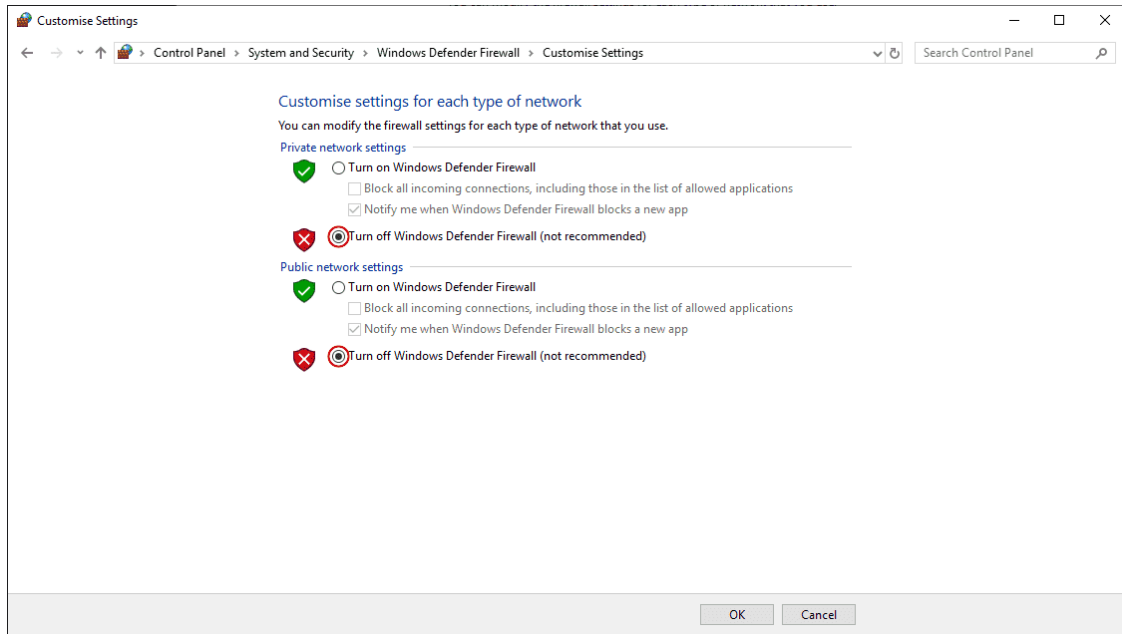 Customise Settings
Control Panel > System and Security > Windows Defender Firewall > Customise Settings
Search Control Panel
Customise settings for each type of network
You can modify the firewall settings for each type of network that you use.
Private network settings
Turn on Windows Defender Firewall
Block all incoming connections, including those in the list of allowed applications
Notify me when Windows Defender Firewall blocks a new app
Turn off Windows Defender Firewall (not recommended)
Public network settings
Turn on Windows Defender Firewall
Block all incoming connections, including those in the list of allowed applications
Notify me when Windows Defender Firewall blocks a new app
Turn off Windows Defender Firewall (not recommended)
OK
Cancel